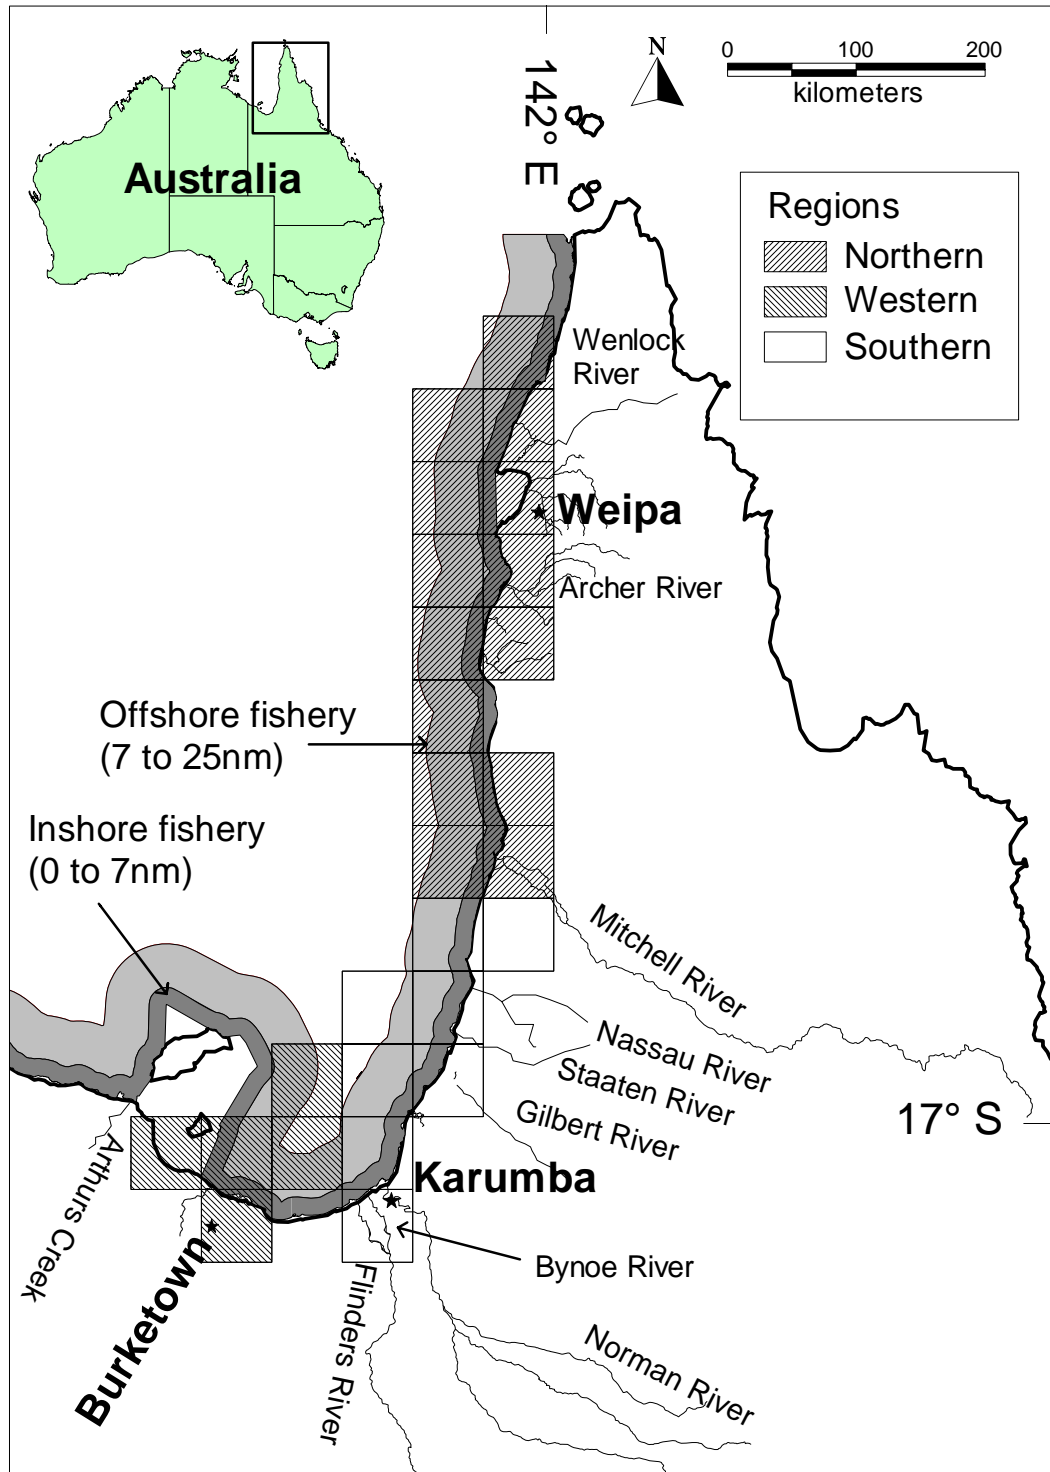 Australia
142° E
N
0 100 200
kilometers
Regions
Northern
Western
Southern
Wenlock
River
Weipa
Archer River
Offshore fishery
(7 to 25nm)
Inshore fishery
(0 to 7nm)
Mitchell River
Nassau River
Staaten River
Gilbert River
17° S
Karumba
Arthurs Creek
Burketown
Flinders River
Bynoe River
Norman River